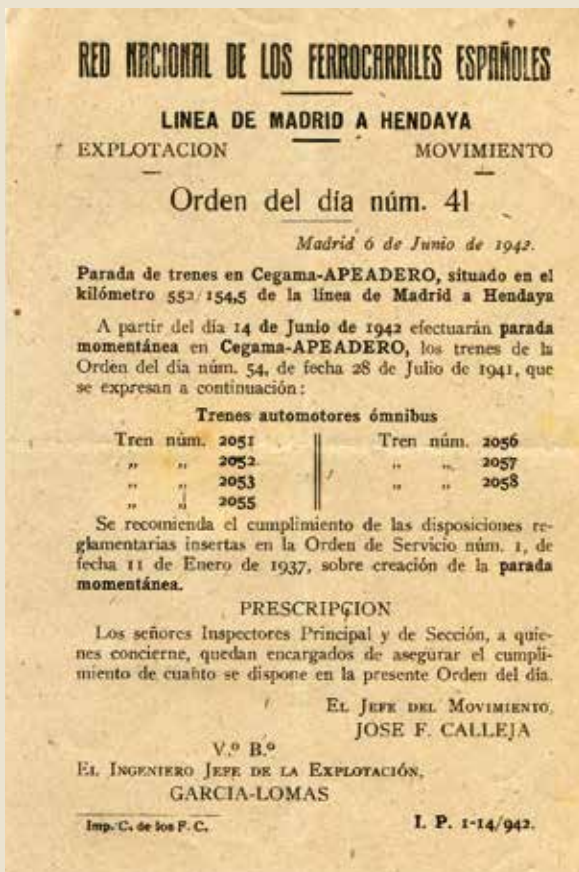 RED NACIONAL DE LOS FERROCARRILES ESPAÑOLES
LINEA DE MADRID A HENDAYA
EXPLOTACION MOVIMIENTO
Orden del día núm. 41
Madrid 6 de Junio de 1942.
Parada de trenes en Cegama-APEADERO, situado en el
kilómetro 552/154,5 de la línea de Madrid a Hendaya
A partir del día 14 de Junio de 1942 efectuarán parada
momentánea en Cegama-APEADERO, los trenes de la
Orden del día núm. 54, de fecha 28 de Julio de 1941, que
se expresan a continuación:
Trenes automotores ómnibus
Tren núm. 2051 Tren núm. 2056
„ „ 2052 „ „ 2057
„ „ 2053 „ „ 2058
„ „ 2055
Se recomienda el cumplimiento de las disposiciones re-
glamentarias insertas en la Orden de Servicio núm. 1, de
fecha 11 de Enero de 1937, sobre creación de la parada
momentánea.
PRESCRIPCION
Los señores Inspectores Principal y de Sección, a quie-
nes concierne, quedan encargados de asegurar el cumpli-
miento de cuanto se dispone en la presente Orden del día.
EL JEFE DEL MOVIMIENTO,
JOSE F. CALLEJA
V.º B.º
EL INGENIERO JEFE DE LA EXPLOTACIÓN,
GARCIA-LOMAS
Imp. C. de los F. C. I. P. 1-14/942.